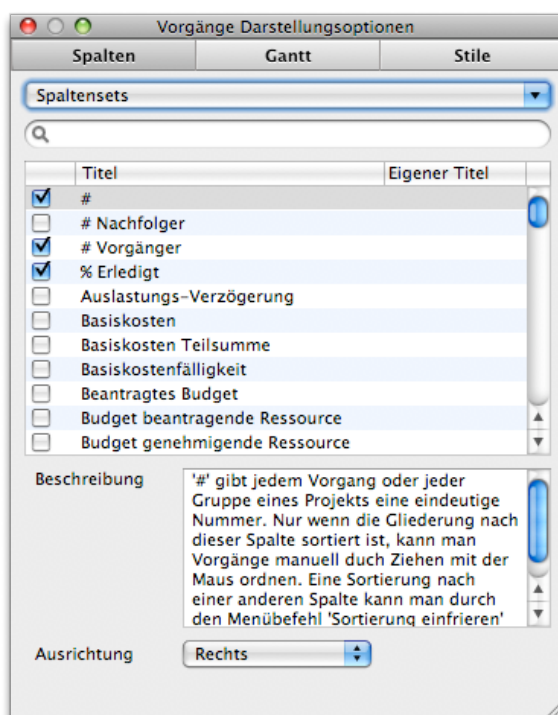 Vorgänge Darstellungsoptionen
Spalten Gantt Stile
Spaltensets
Titel Eigener Titel
#
# Nachfolger
# Vorgänger
% Erledigt
Auslastungs-Verzögerung
Basiskosten
Basiskosten Teilsumme
Basiskostenfälligkeit
Beantragtes Budget
Budget beantragende Ressource
Budget genehmigende Ressource
Beschreibung
'#' gibt jedem Vorgang oder jeder
Gruppe eines Projekts eine eindeutige
Nummer. Nur wenn die Gliederung nach
dieser Spalte sortiert ist, kann man
Vorgänge manuell duch Ziehen mit der
Maus ordnen. Eine Sortierung nach
einer anderen Spalte kann man durch
den Menübefehl 'Sortierung einfrieren'
Ausrichtung Rechts